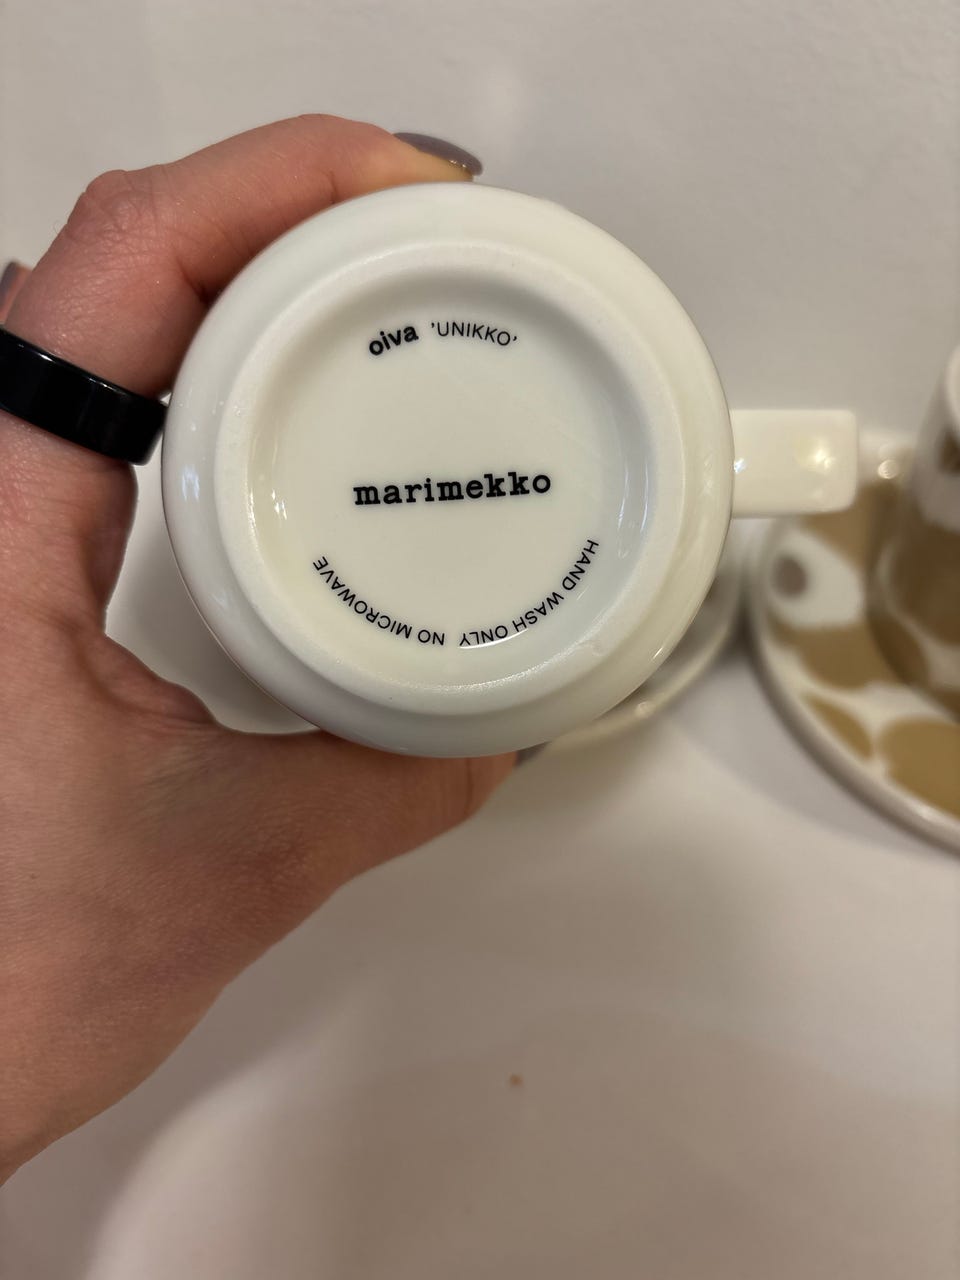 oiva 'UNIKKO'
marimekko
HAND WASH ONLY NO MICROWAVE